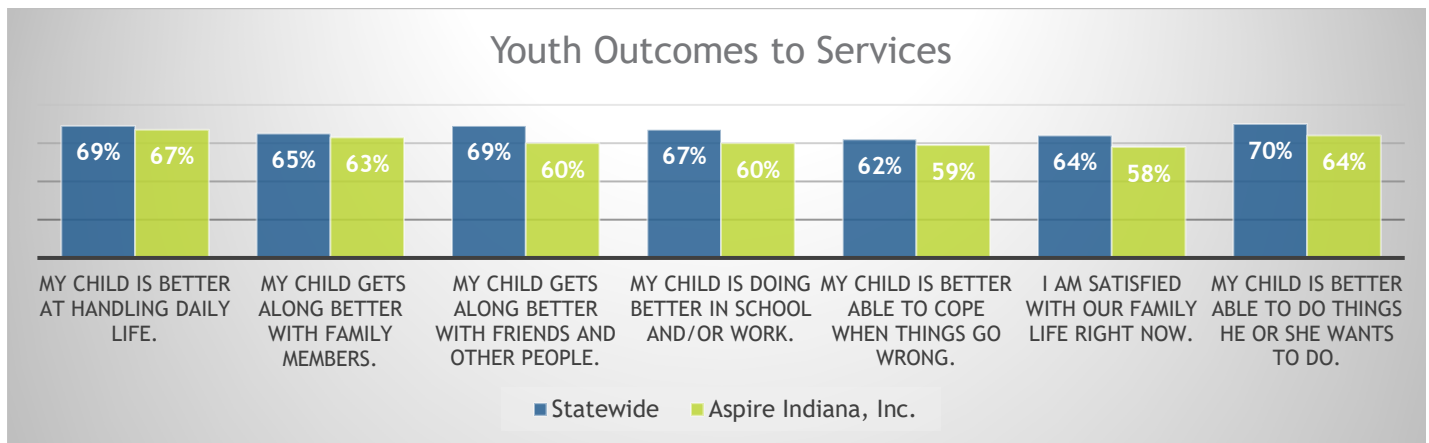 Youth Outcomes to Services
69% 67% 65% 63% 69% 60% 67% 60% 62% 59% 64% 58% 70% 64%
MY CHILD IS BETTER
AT HANDLING DAILY
LIFE.
MY CHILD GETS
ALONG BETTER
WITH FAMILY
MEMBERS.
MY CHILD GETS
ALONG BETTER
WITH FRIENDS AND
OTHER PEOPLE.
MY CHILD IS DOING
BETTER IN SCHOOL
AND/OR WORK.
MY CHILD IS BETTER
ABLE TO COPE
WHEN THINGS GO
WRONG.
I AM SATISFIED
WITH OUR FAMILY
LIFE RIGHT NOW.
MY CHILD IS BETTER
ABLE TO DO THINGS
HE OR SHE WANTS
TO DO.
Statewide Aspire Indiana, Inc.